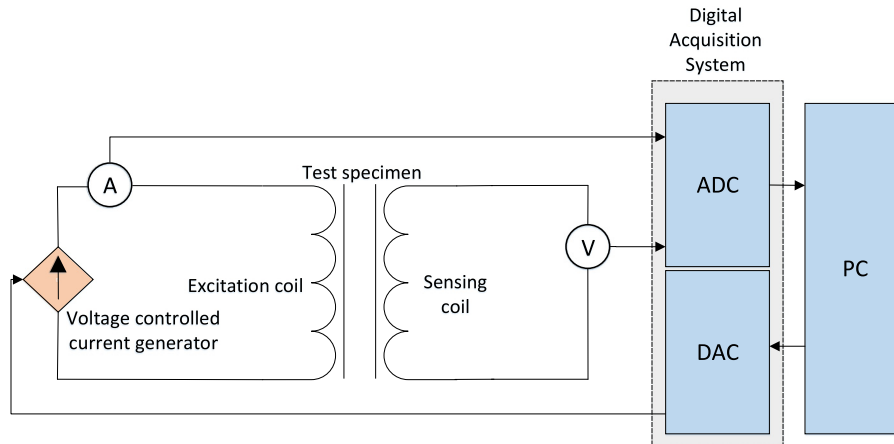 Digital
Acquisition
System
A
Test specimen
ADC
V
PC
Excitation coil
Sensing
coil
Voltage controlled
current generator
DAC